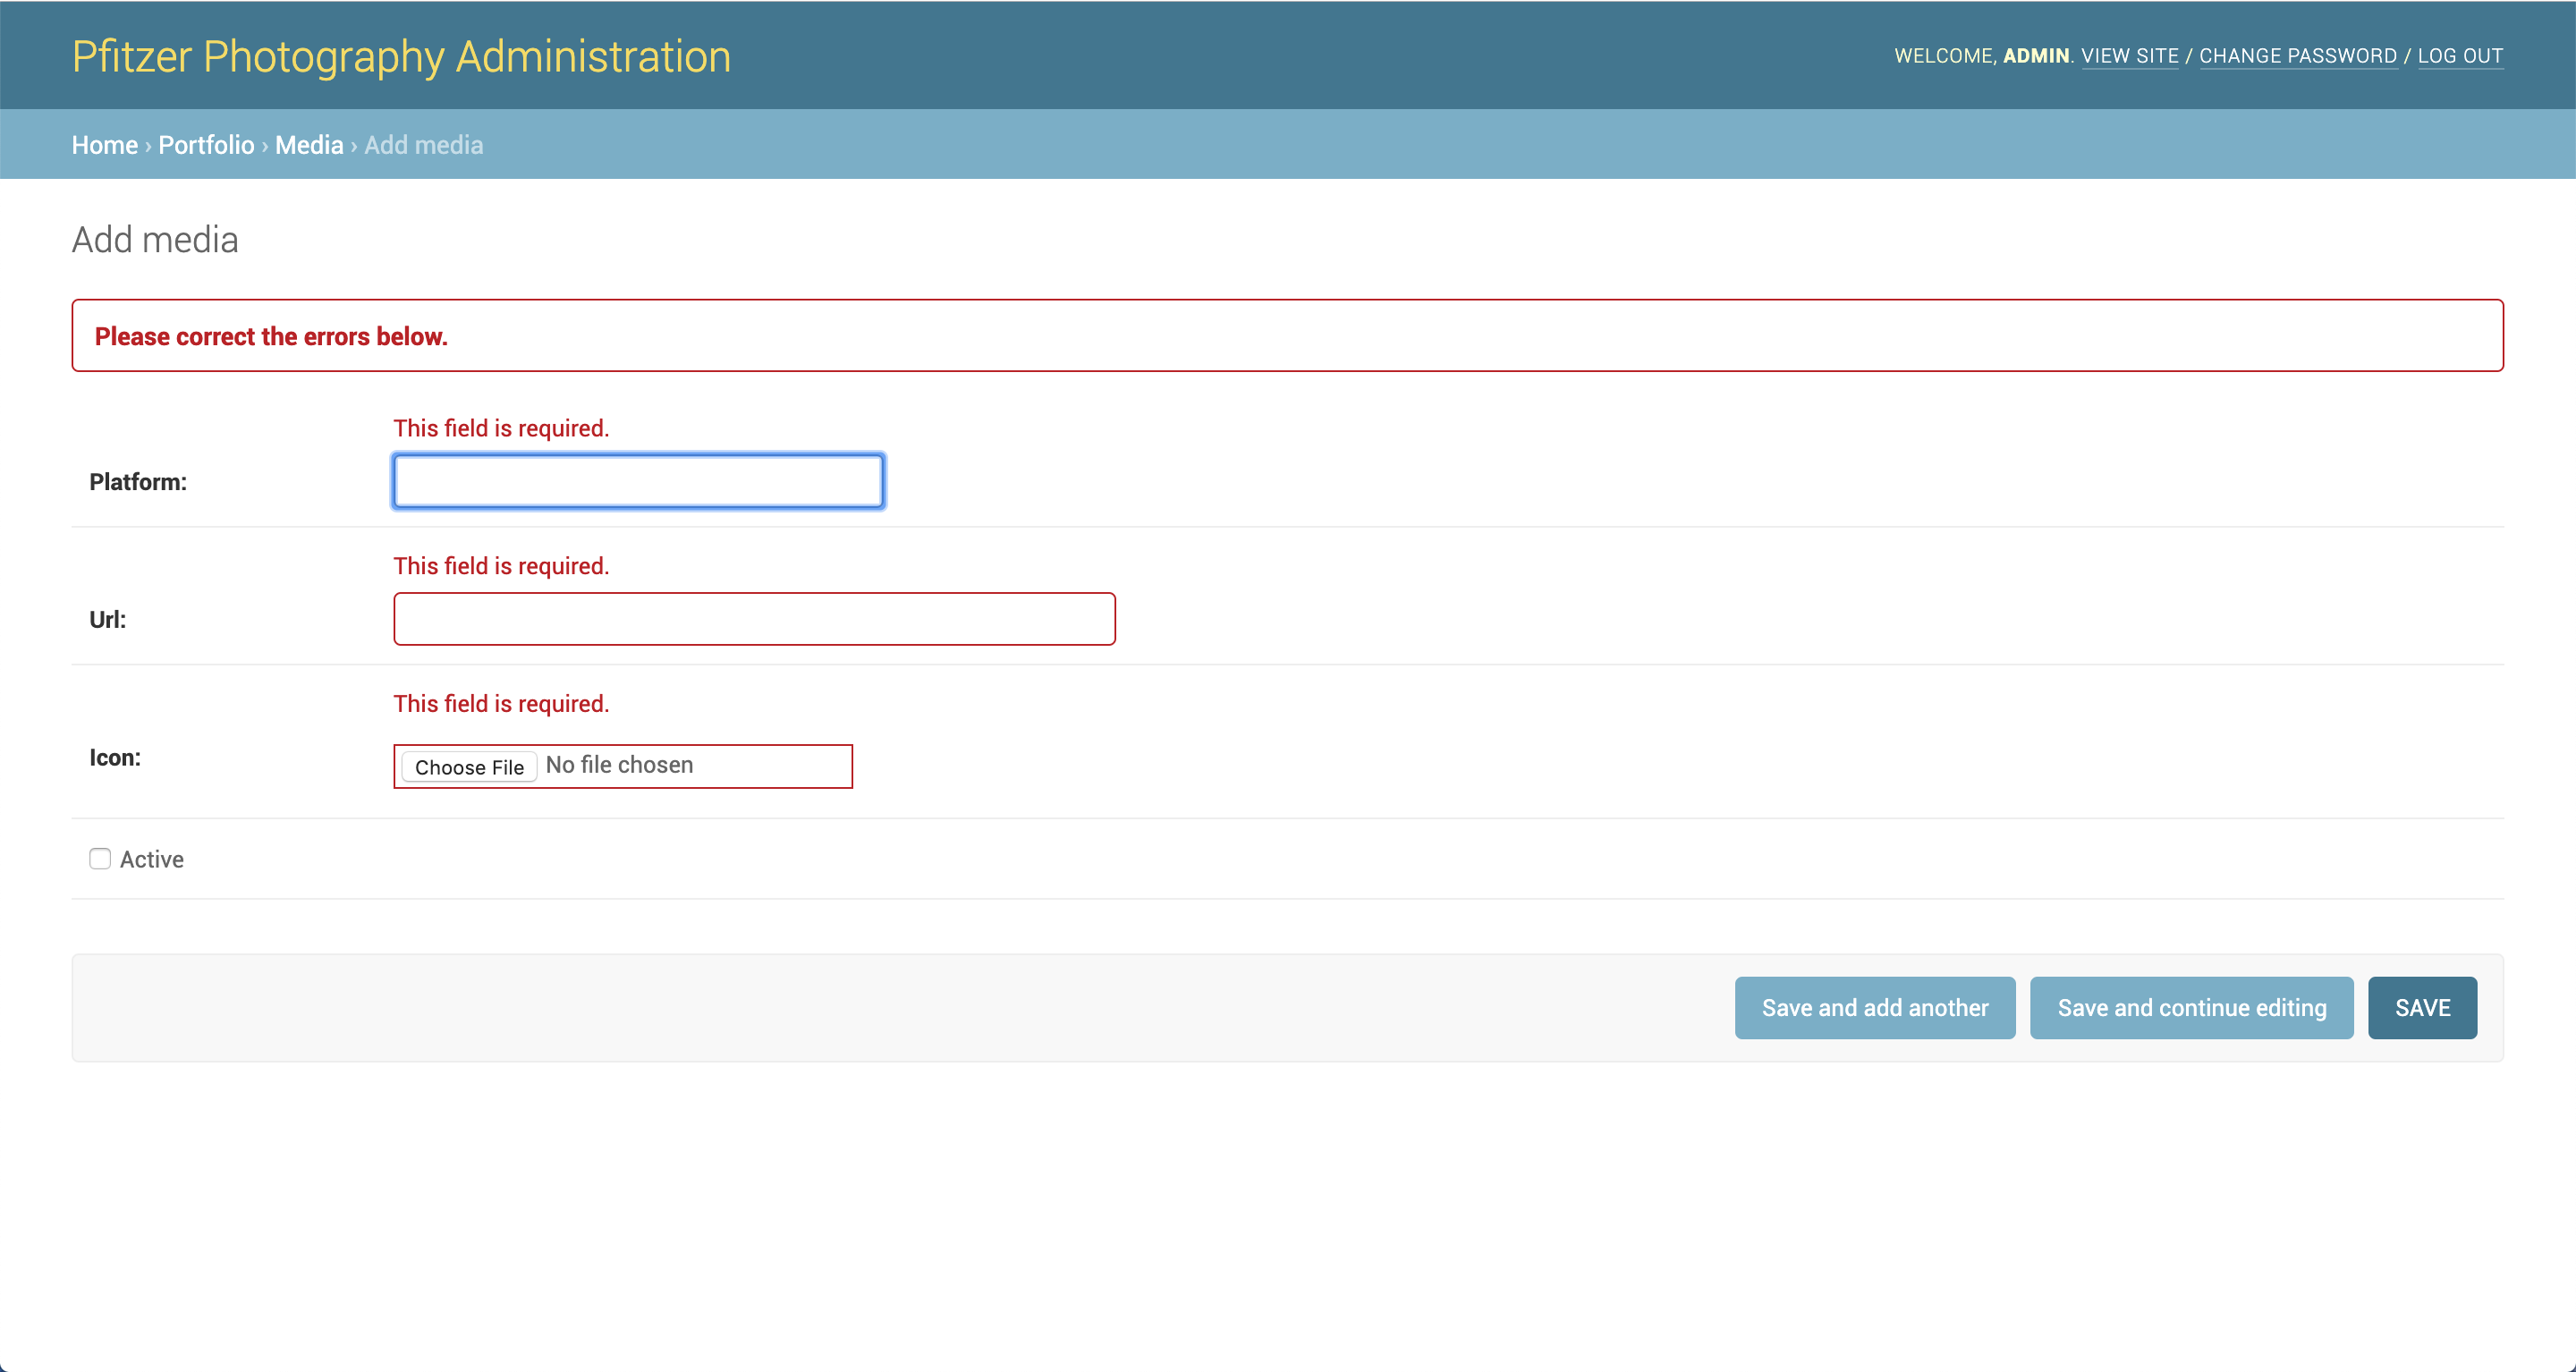 Pfitzer Photography Administration
WELCOME, ADMIN. VIEW SITE / CHANGE PASSWORD / LOG OUT
Home › Portfolio › Media › Add media
Add media
Please correct the errors below.
This field is required.
Platform:
This field is required.
Url:
This field is required.
Icon:
Choose File No file chosen
Active
Save and add another
Save and continue editing
SAVE